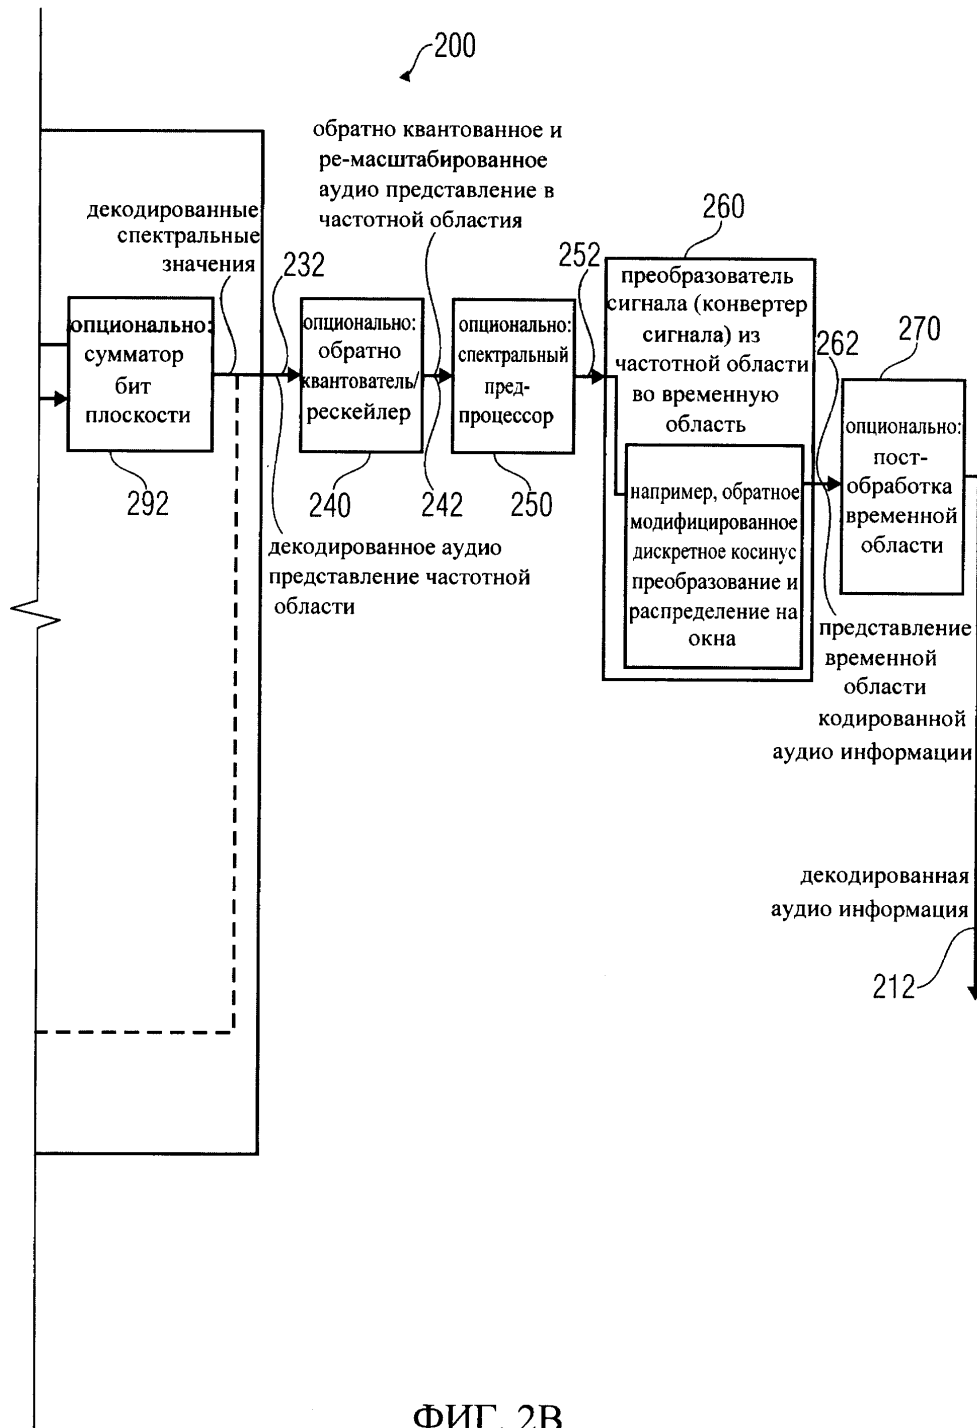 200
обратно квантованное и
ре-масштабированное
аудио представление в
частотной областия
декодированные
спектральные
значения
232
252
260
262
270
опционально:
сумматор
бит
плоскости
292
опционально:
обратно
квантователь/
рескейлер
240
242
опционально:
спектральный
пред-
процессор
250
преобразователь
сигнала (конвертер
сигнала) из
частотной области
во временную
область
например, обратное
модифицированное
дискретное косинус
преобразование и
распределение на
окна
опционально:
пост-
обработка
временной
области
декодированное аудио
представление частотной
области
представление
временной
области
кодированной
аудио информации
декодированная
аудио информация
212
ФИГ. 2В